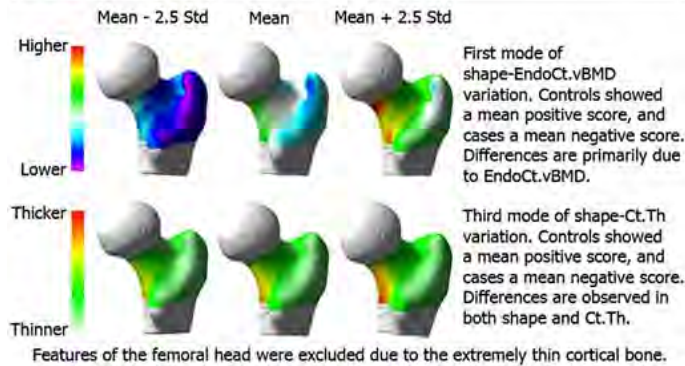 Mean - 2.5 Std Mean Mean + 2.5 Std
Higher
Lower
First mode of
shape-EndoCt.vBMD
variation. Controls showed
a mean positive score, and
cases a mean negative score.
Differences are primarily due
to EndoCt.vBMD.
Thicker
Thinner
Third mode of shape-Ct.Th
variation. Controls showed
a mean positive score, and
cases a mean negative score.
Differences are observed in
both shape and Ct.Th.
Features of the femoral head were excluded due to the extremely thin cortical bone.